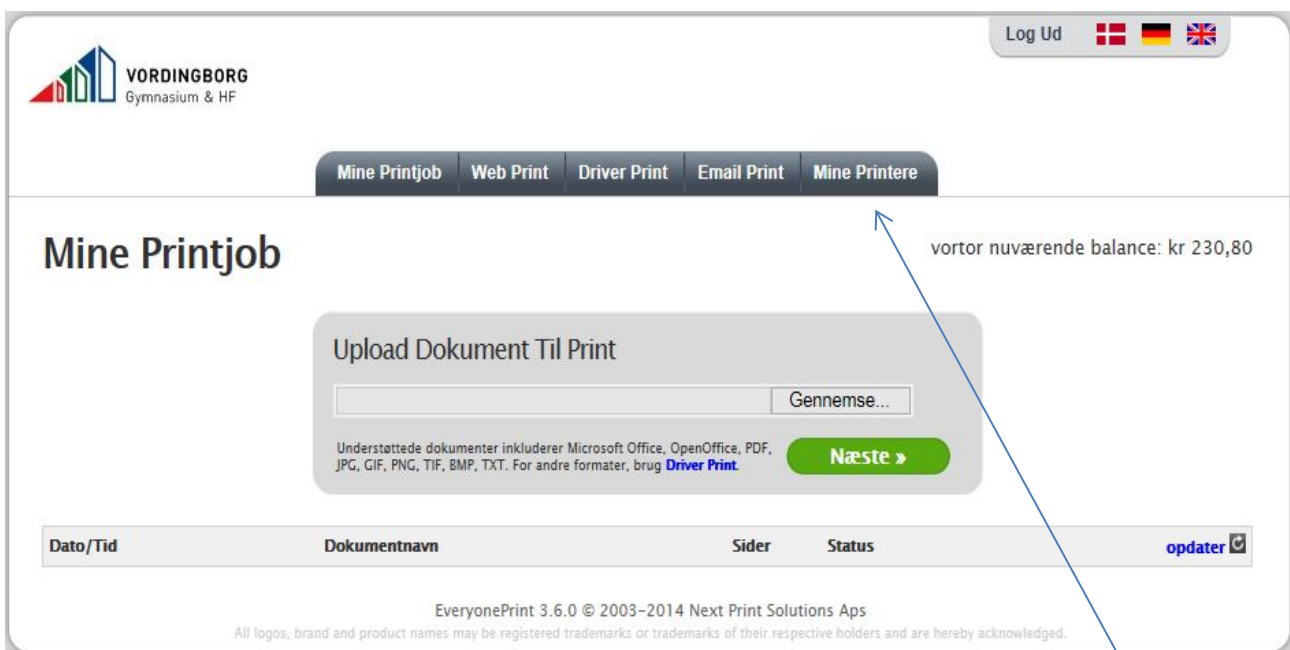 Log Ud
VORDINGBORG
Gymnasium & HF
Mine Printjob Web Print Driver Print Email Print Mine Printere
Mine Printjob
vortor nuværende balance: kr 230,80
Upload Dokument Til Print
Gennemse...
Understøttede dokumenter inkluderer Microsoft Office, OpenOffice, PDF,
JPG, GIF, PNG, TIF, BMP, TXT. For andre formater, brug Driver Print.
Næste »
Dato/Tid Dokumentnavn Sider Status opdater
EveryonePrint 3.6.0 © 2003-2014 Next Print Solutions Aps
All logos, brand and product names may be registered trademarks or trademarks of their respective holders and are hereby acknowledged.